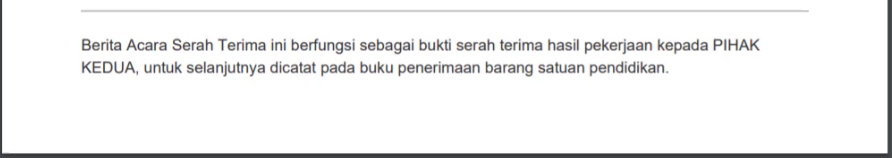 Berita Acara Serah Terima ini berfungsi sebagai bukti serah terima hasil pekerjaan kepada PIHAK
KEDUA, untuk selanjutnya dicatat pada buku penerimaan barang satuan pendidikan.